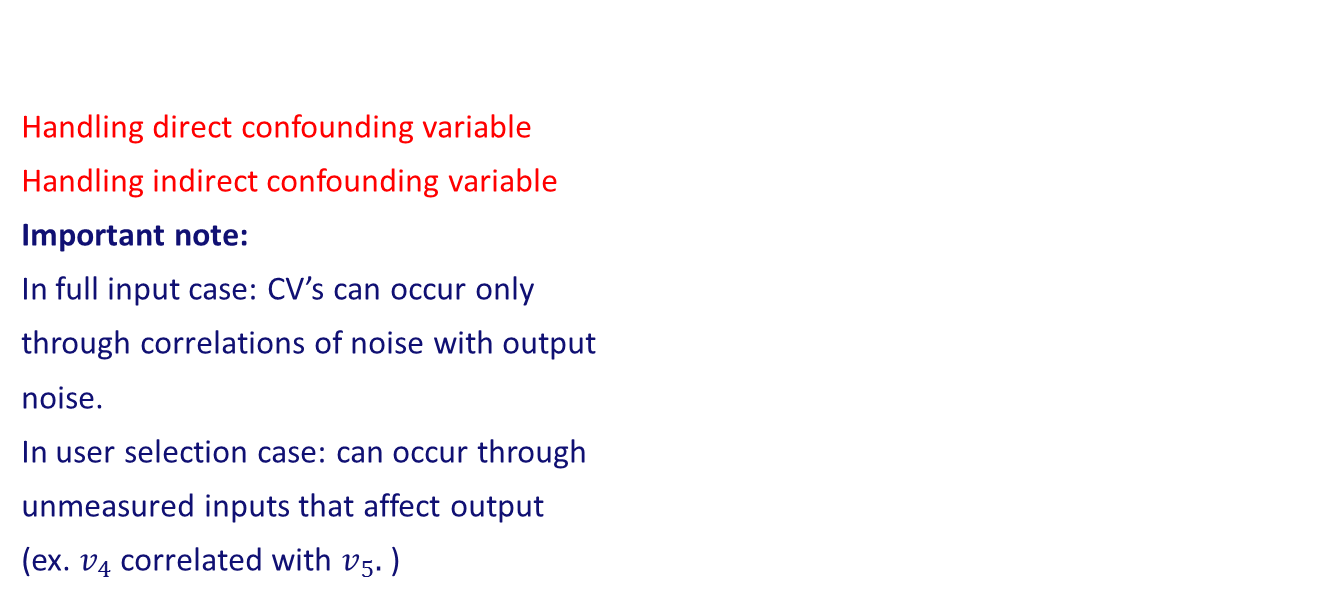 Handling direct confounding variable
Handling indirect confounding variable
Important note:
In full input case: CV’s can occur only
through correlations of noise with output
noise.
In user selection case: can occur through
unmeasured inputs that affect output
(ex. 𝑣₄ correlated with 𝑣₅. )